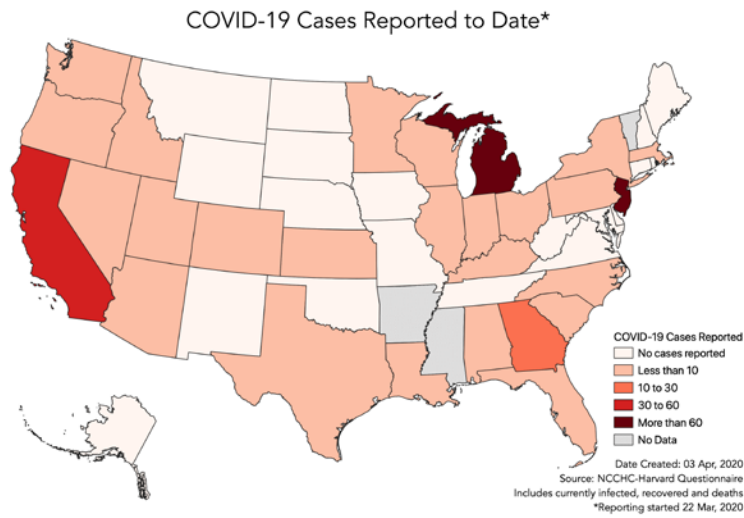 COVID-19 Cases Reported to Date*
COVID-19 Cases Reported
No cases reported
Less than 10
10 to 30
30 to 60
More than 60
No Data
Date Created: 03 Apr, 2020
Source: NCCHC-Harvard Questionnaire
Includes currently infected, recovered and deaths
*Reporting started 22 Mar, 2020